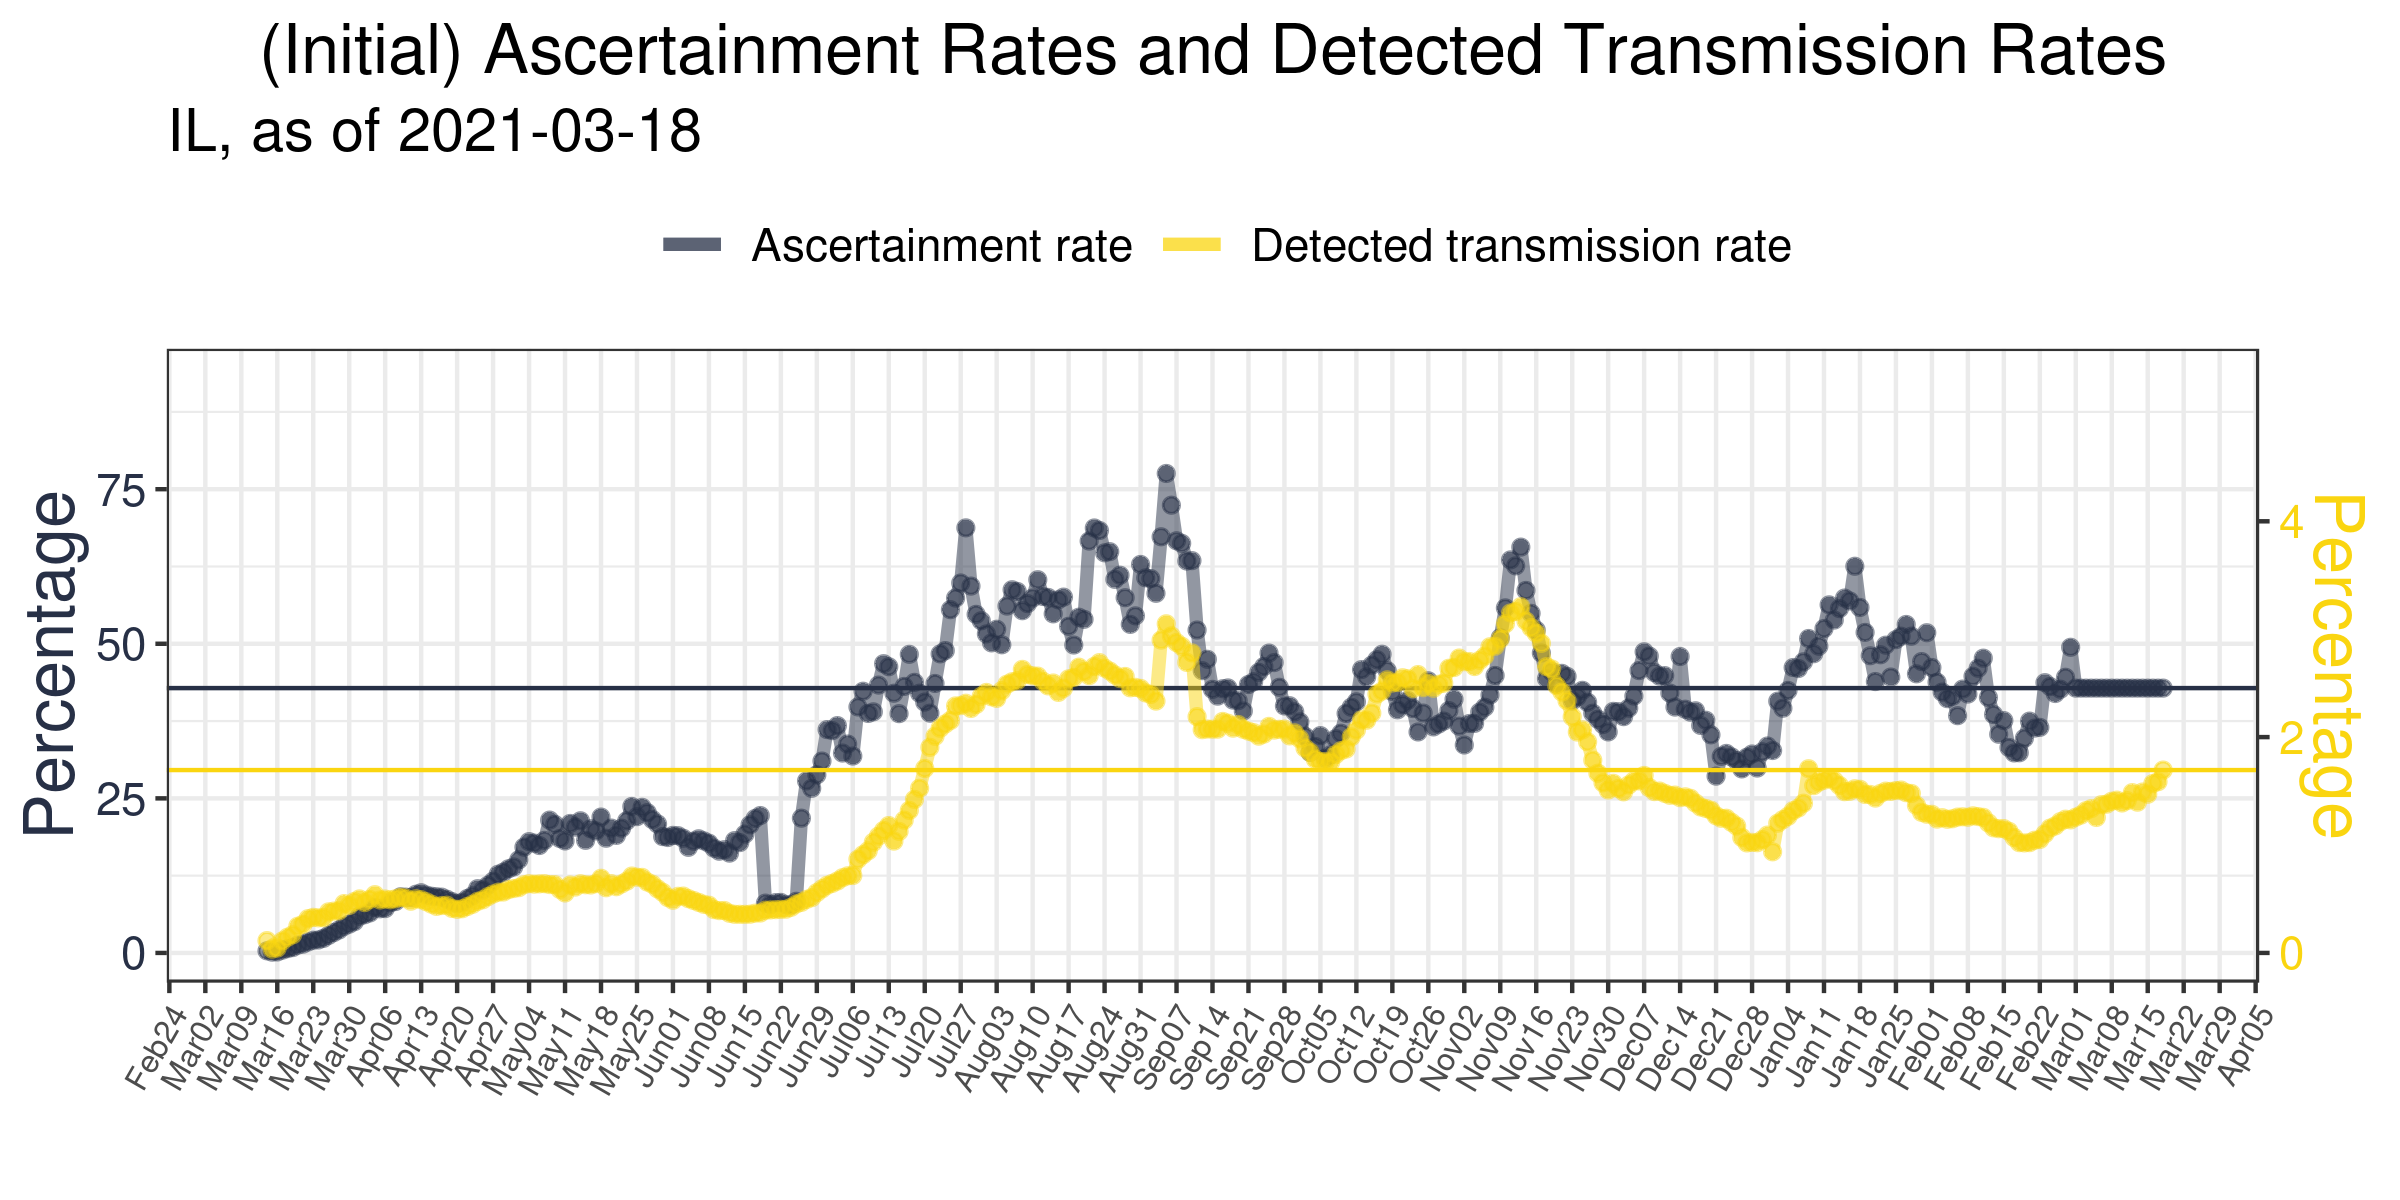 (Initial) Ascertainment Rates and Detected Transmission Rates
IL, as of 2021-03-18
Ascertainment rate
Detected transmission rate
Percentage
75
50
25
0
4
2
0
Percentage
Feb24
Mar02
Mar09
Mar16
Mar23
Mar30
Apr06
Apr13
Apr20
Apr27
May04
May11
May18
May25
Jun01
Jun08
Jun15
Jun22
Jun29
Jul06
Jul13
Jul20
Jul27
Aug03
Aug10
Aug17
Aug24
Aug31
Sep07
Sep14
Sep21
Sep28
Oct05
Oct12
Oct19
Oct26
Nov02
Nov09
Nov16
Nov23
Nov30
Dec07
Dec14
Dec21
Dec28
Jan04
Jan11
Jan18
Jan25
Feb01
Feb08
Feb15
Feb22
Mar01
Mar08
Mar15
Mar22
Mar29
Apr05